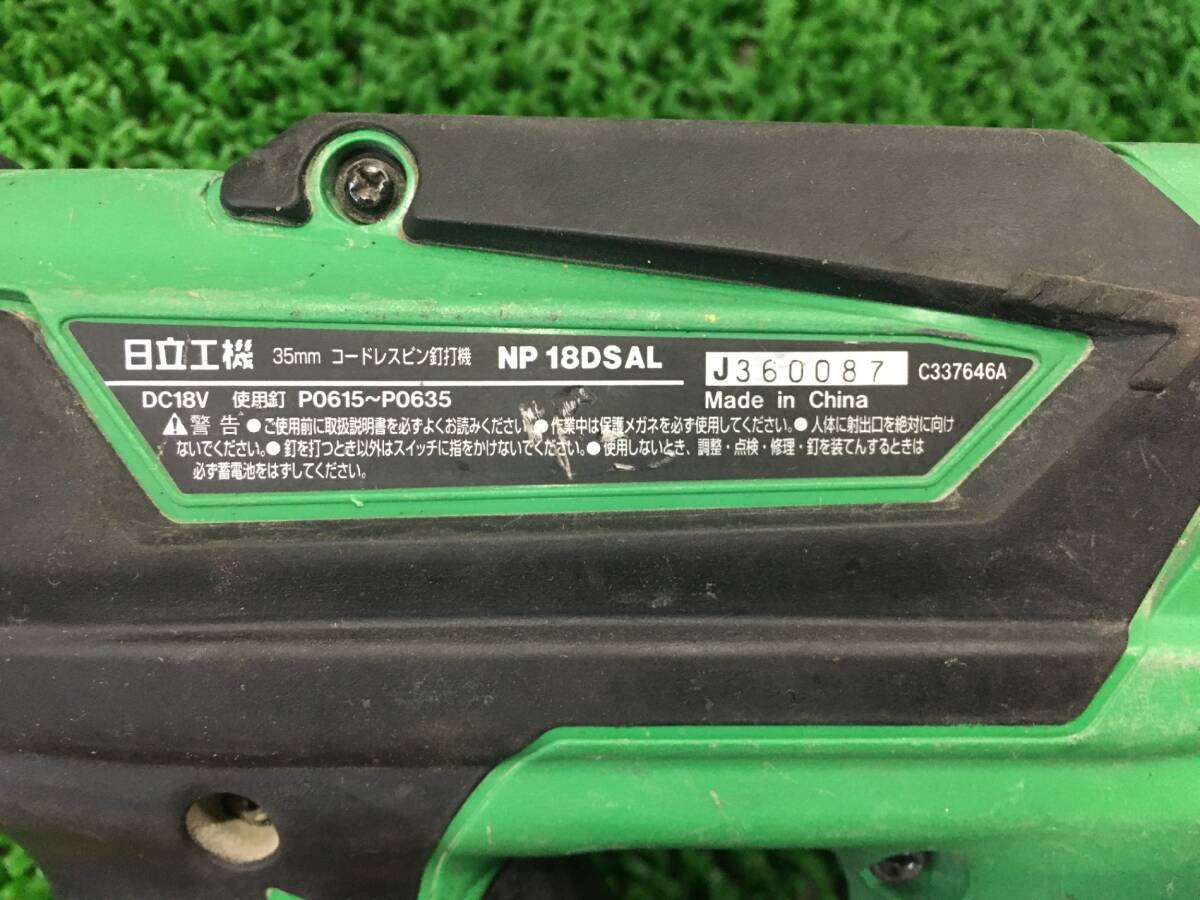 日立工機 35mm コードレスピン釘打機 NP 18DSAL J360087 C337646A
DC18V 使用釘 P0615~P0635 Made in China
⚠警告 ●ご使用前に取扱説明書を必ずよくお読みください。●作業中は保護メガネを必ず使用してください。●人体に射出口を絶対に向け
ないでください。●釘を打つとき以外はスイッチに指をかけないでください。●使用しないとき、調整・点検・修理・釘を装てんするときは
必ず蓄電池をはずしてください。